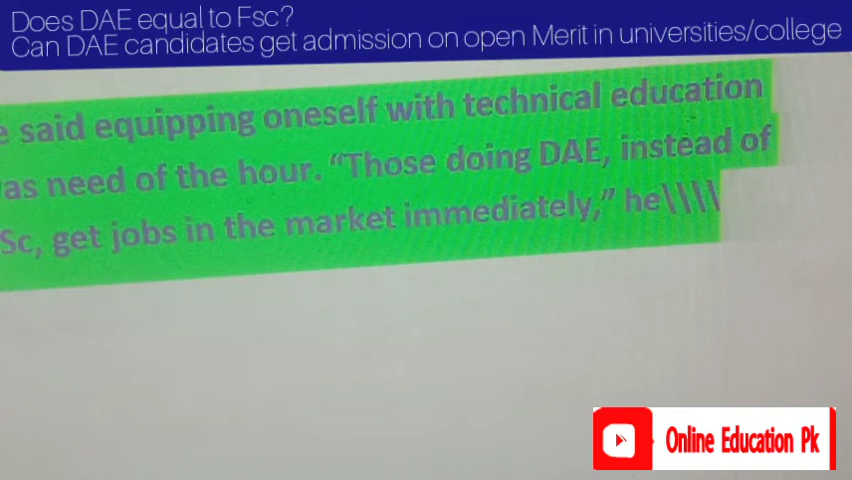 Does DAE equal to Fsc?
Can DAE candidates get admission on open Merit in universities/college
said equipping oneself with technical education
as need of the hour. “Those doing DAE, instead of
Sc, get jobs in the market immediately,” he\\\\
Online Education Pk